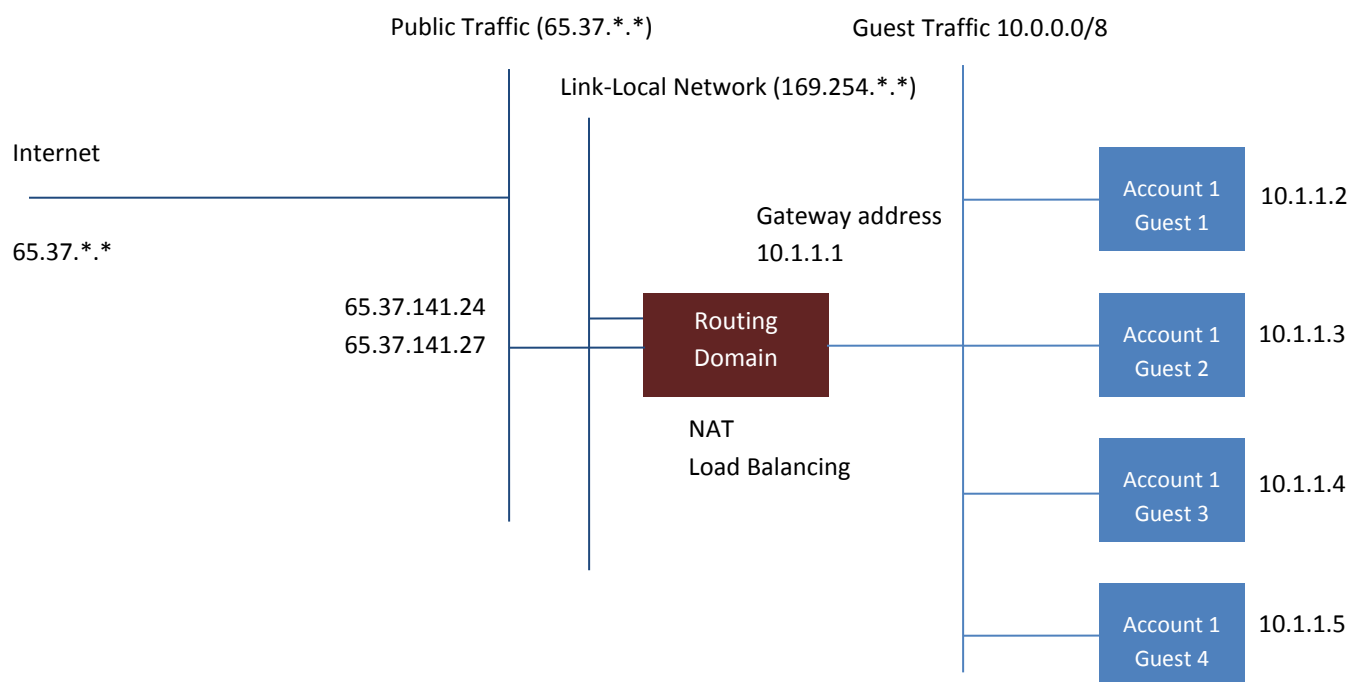 Public Traffic (65.37.*.*)
Guest Traffic 10.0.0.0/8
Link-Local Network (169.254.*.*)
Internet
65.37.*.*
Gateway address
10.1.1.1
65.37.141.24
65.37.141.27
Routing
Domain
NAT
Load Balancing
Account 1
Guest 1
10.1.1.2
Account 1
Guest 2
10.1.1.3
Account 1
Guest 3
10.1.1.4
Account 1
Guest 4
10.1.1.5